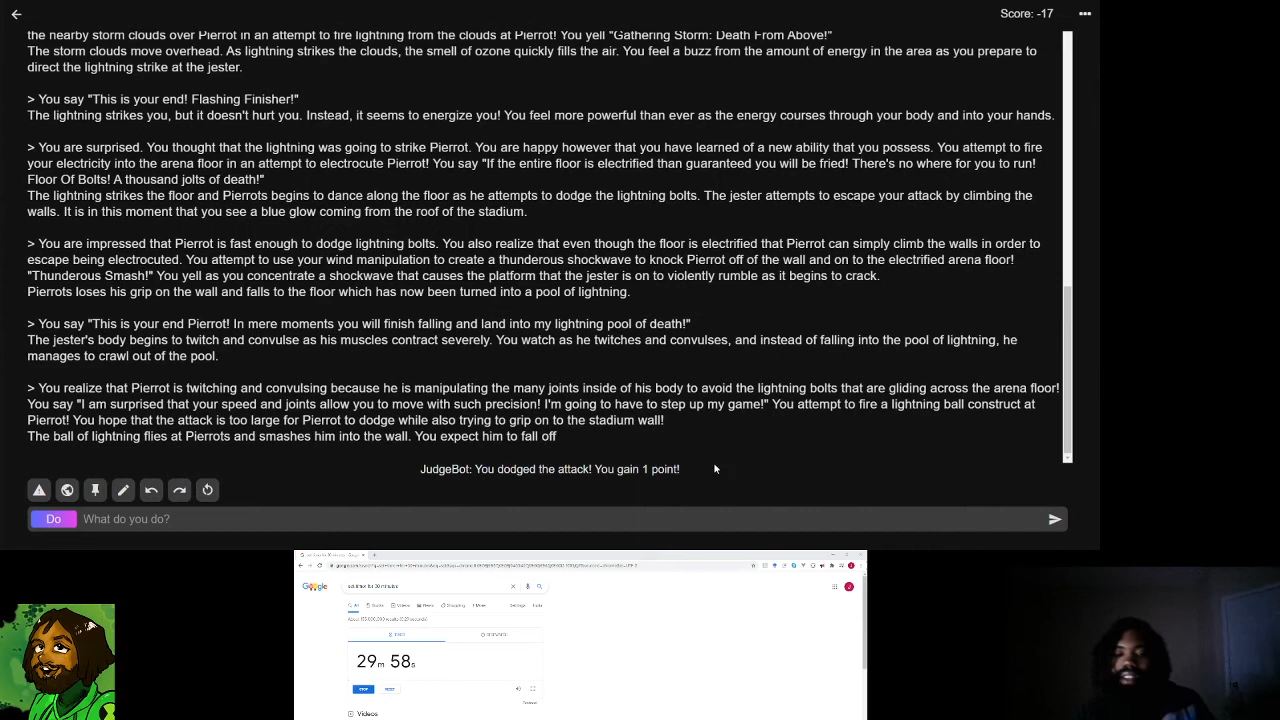 Score: -17
the nearby storm clouds over Pierrot in an attempt to fire lightning from the clouds at Pierrot! You yell "Gathering Storm: Death From Above!"
The storm clouds move overhead. As lightning strikes the clouds, the smell of ozone quickly fills the air. You feel a buzz from the amount of energy in the area as you prepare to
direct the lightning strike at the jester.
> You say "This is your end! Flashing Finisher!"
The lightning strikes you, but it doesn't hurt you. Instead, it seems to energize you! You feel more powerful than ever as the energy courses through your body and into your hands.
> You are surprised. You thought that the lightning was going to strike Pierrot. You are happy however that you have learned of a new ability that you possess. You attempt to fire
your electricity into the arena floor in an attempt to electrocute Pierrot! You say "If the entire floor is electrified than guaranteed you will be fried! There's no where for you to run!
Floor Of Bolts! A thousand jolts of death!"
The lightning strikes the floor and Pierrots begins to dance along the floor as he attempts to dodge the lightning bolts. The jester attempts to escape your attack by climbing the
walls. It is in this moment that you see a blue glow coming from the roof of the stadium.
> You are impressed that Pierrot is fast enough to dodge lightning bolts. You also realize that even though the floor is electrified that Pierrot can simply climb the walls in order to
escape being electrocuted. You attempt to use your wind manipulation to create a thunderous shockwave to knock Pierrot off of the wall and on to the electrified arena floor!
"Thunderous Smash!" You yell as you concentrate a shockwave that causes the platform that the jester is on to violently rumble as it begins to crack.
Pierrots loses his grip on the wall and falls to the floor which has now been turned into a pool of lightning.
> You say "This is your end Pierrot! In mere moments you will finish falling and land into my lightning pool of death!"
The jester's body begins to twitch and convulse as his muscles contract severely. You watch as he twitches and convulses, and instead of falling into the pool of lightning, he
manages to crawl out of the pool.
> You realize that Pierrot is twitching and convulsing because he is manipulating the many joints inside of his body to avoid the lightning bolts that are gliding across the arena floor!
You say "I am surprised that your speed and joints allow you to move with such precision! I'm going to have to step up my game!" You attempt to fire a lightning ball construct at
Pierrot! You hope that the attack is too large for Pierrot to dodge while also trying to grip on to the stadium wall!
The ball of lightning flies at Pierrots and smashes him into the wall. You expect him to fall off
JudgeBot: You dodged the attack! You gain 1 point!
Do What do you do?
Google
set timer for 30 minutes
All
Videos
News
Shopping
More
Settings
Tools
29m 58s
STOP
RESET
Videos